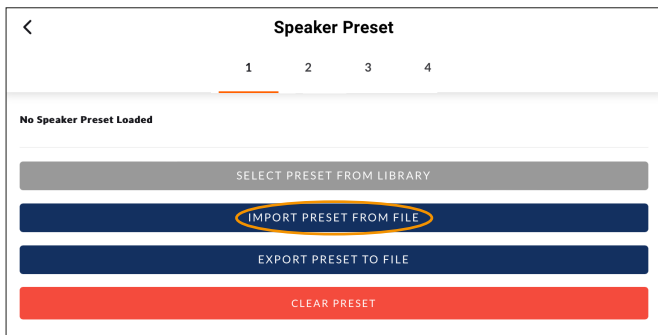 Speaker Preset
1 2 3 4
No Speaker Preset Loaded
SELECT PRESET FROM LIBRARY
IMPORT PRESET FROM FILE
EXPORT PRESET TO FILE
CLEAR PRESET